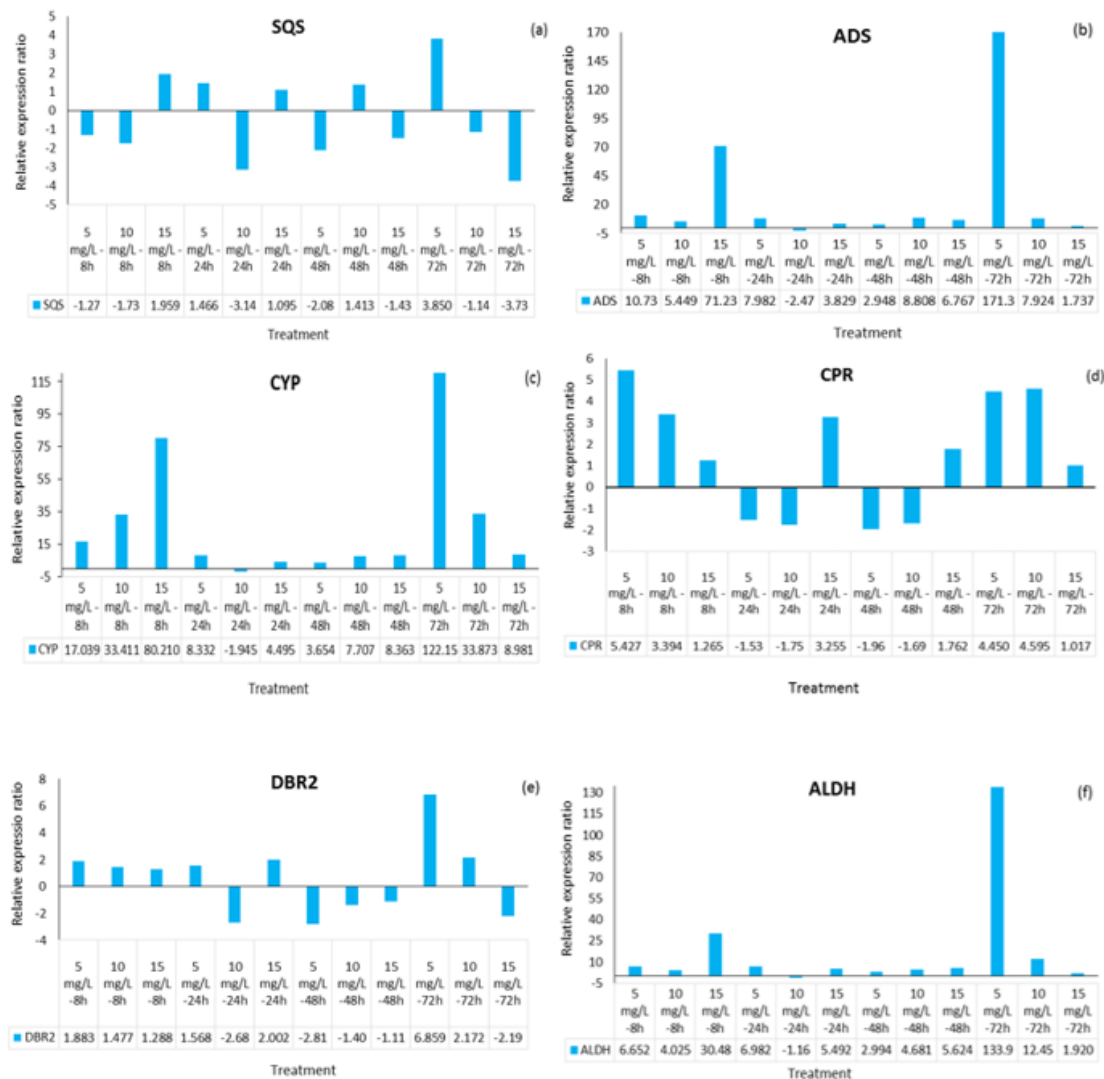 SQS
(a)
Relative expression ratio
5
4
3
2
1
0
-1
-2
-3
-4
-5
5 10 15 5 10 15 5 10 15 5 10 15
mg/L - mg/L - mg/L - mg/L - mg/L - mg/L - mg/L - mg/L - mg/L - mg/L - mg/L - mg/L -
8h 8h 8h 24h 24h 24h 48h 48h 48h 72h 72h 72h
SQS -1.27 -1.73 1.959 1.466 -3.14 1.095 -2.08 1.413 -1.43 3.850 -1.14 -3.73
Treatment
ADS
(b)
Relative expression ratio
170
145
120
95
70
45
20
-5
5 10 15 5 10 15 5 10 15 5 10 15
mg/L mg/L mg/L mg/L mg/L mg/L mg/L mg/L mg/L mg/L mg/L mg/L
-8h -8h -8h -24h -24h -24h -48h -48h -48h -72h -72h -72h
ADS 10.73 5.449 71.23 7.982 -2.47 3.829 2.948 8.808 6.767 171.3 7.924 1.737
Treatment
CYP
(c)
Relative expression ratio
115
95
75
55
35
15
-5
5 10 15 5 10 15 5 10 15 5 10 15
mg/L - mg/L - mg/L - mg/L - mg/L - mg/L - mg/L - mg/L - mg/L - mg/L - mg/L - mg/L -
8h 8h 8h 24h 24h 24h 48h 48h 48h 72h 72h 72h
CYP 17.039 33.411 80.210 8.332 -1.945 4.495 3.654 7.707 8.363 122.15 33.873 8.981
Treatment
CPR
(d)
Relative expression ratio
6
5
4
3
2
1
0
-1
-2
-3
5 10 15 5 10 15 5 10 15 5 10 15
mg/L - mg/L - mg/L - mg/L mg/L mg/L mg/L mg/L mg/L mg/L mg/L mg/L -
8h 8h 8h -24h -24h -24h -48h -48h -48h -72h -72h 72h
CPR 5.427 3.394 1.265 -1.53 -1.75 3.255 -1.96 -1.69 1.762 4.450 4.595 1.017
Treatment
DBR2
(e)
Relative expressio ratio
8
6
4
2
0
-2
-4
5 10 15 5 10 15 5 10 15 5 10 15
mg/L mg/L mg/L mg/L mg/L mg/L mg/L mg/L mg/L mg/L mg/L mg/L
-8h -8h -8h -24h -24h -24h -48h -48h -48h -72h -72h -72h
DBR2 1.883 1.477 1.288 1.568 -2.68 2.002 -2.81 -1.40 -1.11 6.859 2.172 -2.19
Treatment
ALDH
(f)
Relative expression ratio
130
115
100
85
70
55
40
25
10
-5
5 10 15 5 10 15 5 10 15 5 10 15
mg/L mg/L mg/L mg/L mg/L mg/L mg/L mg/L mg/L mg/L mg/L mg/L
-8h -8h -8h -24h -24h -24h -48h -48h -48h -72h -72h -72h
ALDH 6.652 4.025 30.48 6.982 -1.16 5.492 2.994 4.681 5.624 133.9 12.45 1.920
Treatment